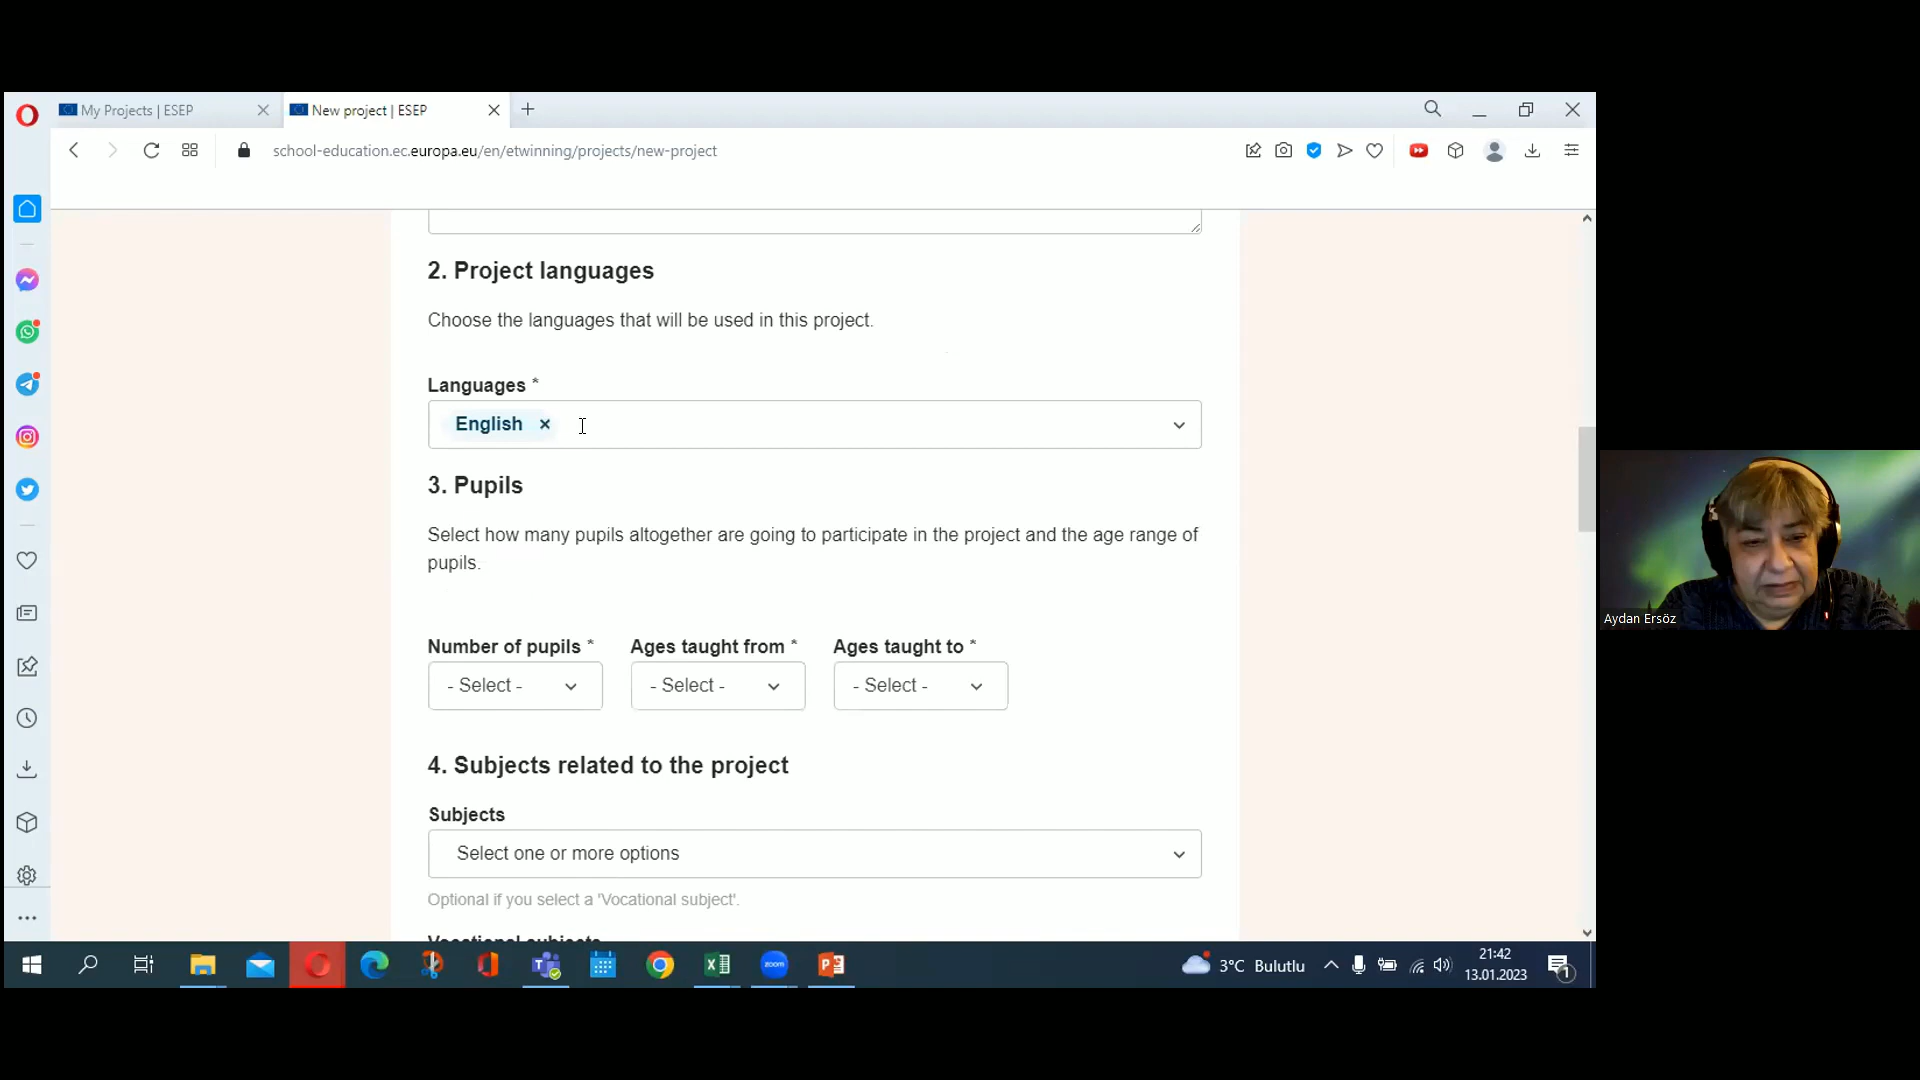 My Projects | ESEP
New project | ESEP
school-education.ec.europa.eu/en/etwinning/projects/new-project
2. Project languages
Choose the languages that will be used in this project.
Languages *
English ×
3. Pupils
Select how many pupils altogether are going to participate in the project and the age range of
pupils.
Number of pupils * Ages taught from * Ages taught to *
- Select - - Select - - Select -
4. Subjects related to the project
Subjects
Select one or more options
Optional if you select a 'Vocational subject'.
Vocational subjects
Aydan Ersöz
zoom
3°C Bulutlu
21:42
13.01.2023
1